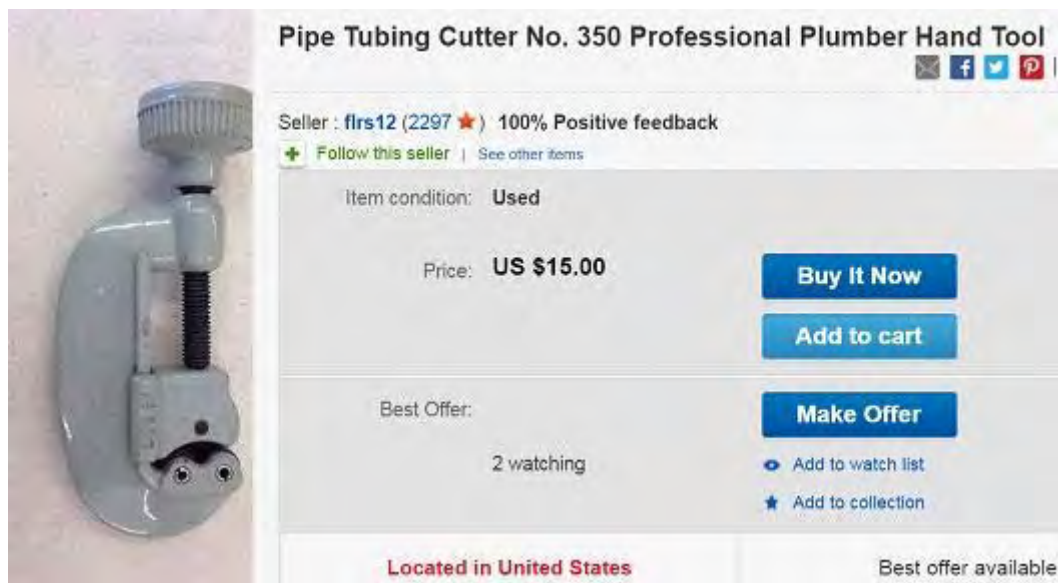 Pipe Tubing Cutter No. 350 Professional Plumber Hand Tool
Seller : flrs12 (2297 ) 100% Positive feedback
Follow this seller | See other items
Item condition: Used
Price: US $15.00
Buy It Now
Add to cart
Best Offer:
Make Offer
2 watching
Add to watch list
Add to collection
Located in United States
Best offer available